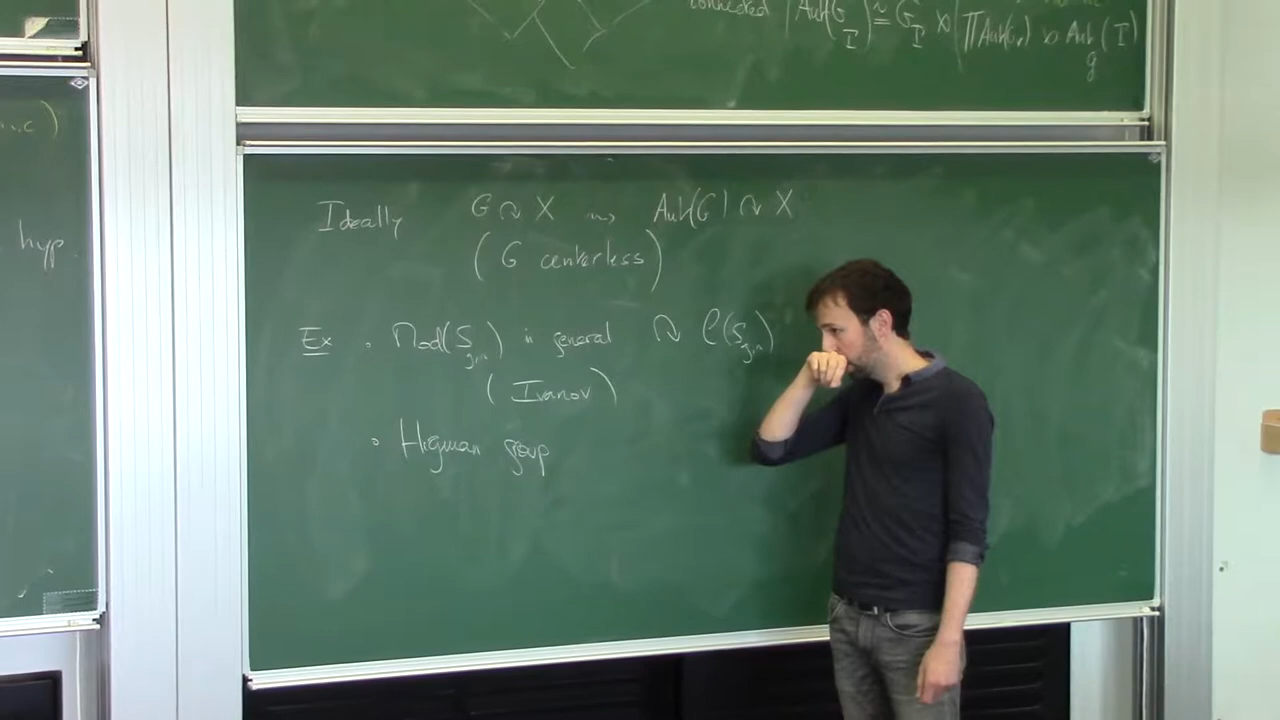 connected Aut(G_Γ) ≅ G_Γ ⋊ (∏Aut(G_v) ⋊ Aut(Γ)
g
..,c)
hyp.
Ideally G ↷ X ⇝ Aut(G) ↷ X
(G centerless)
Ex • Mod(S_{g,n}) in general ↷ C(S_{g,n})
(Ivanov)
• Higman group